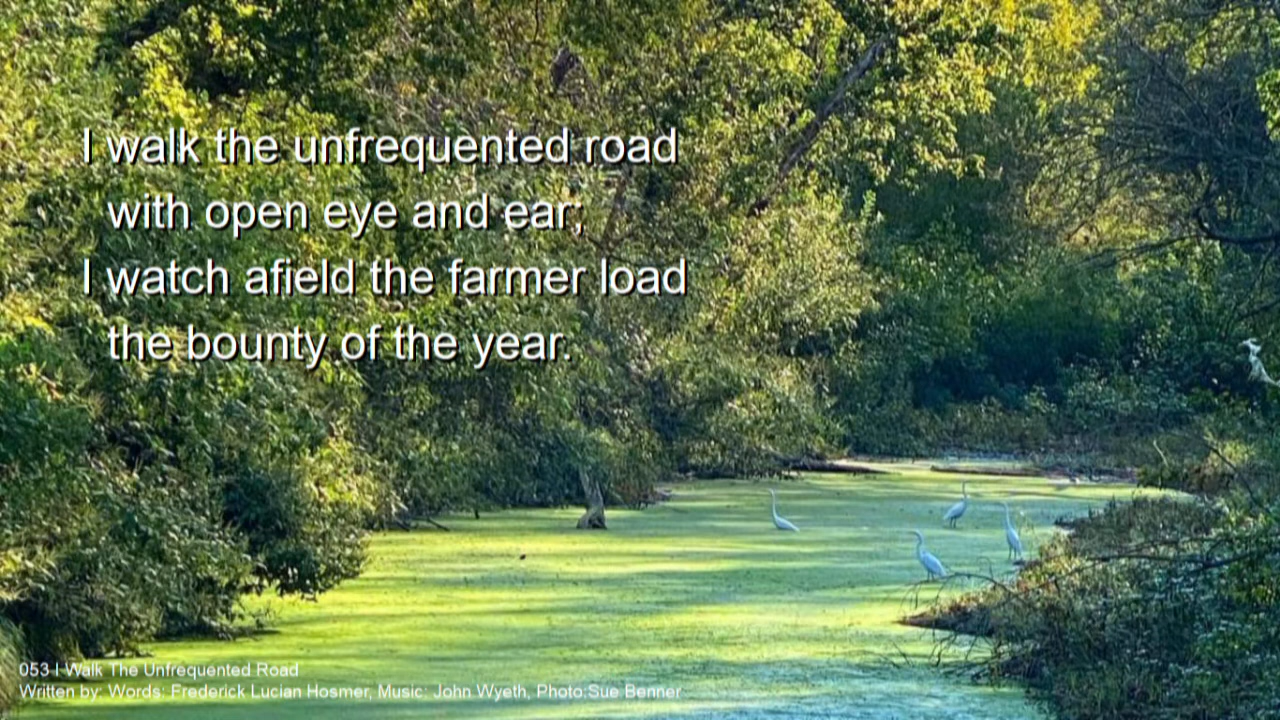 I walk the unfrequented road
with open eye and ear;
I watch afield the farmer load
the bounty of the year.
053 I Walk The Unfrequented Road
Written by: Words: Frederick Lucian Hosmer, Music: John Wyeth, Photo:Sue Benner